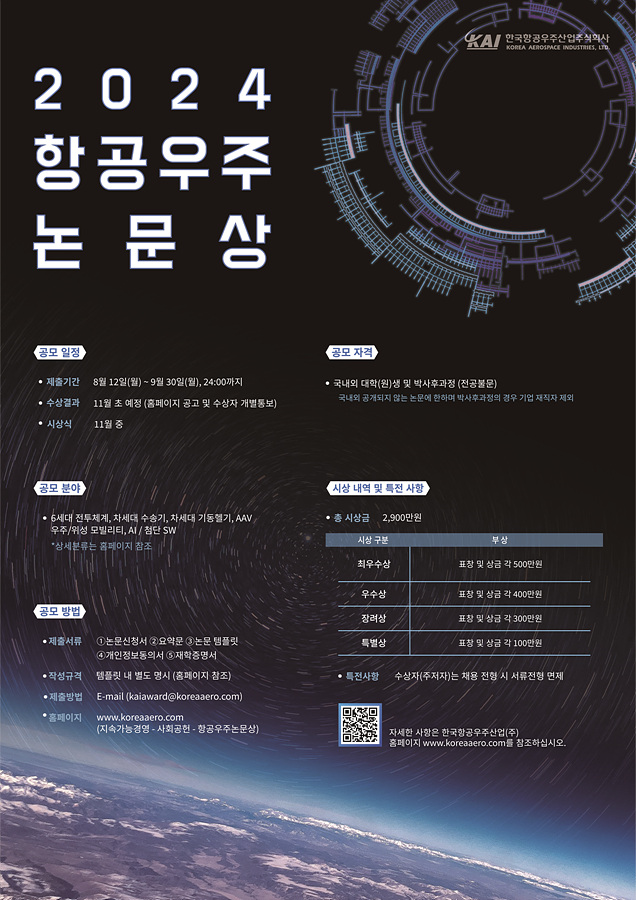 KAI 한국항공우주산업주식회사
KOREA AEROSPACE INDUSTRIES, LTD.
2024
항공우주
논문상
공모 일정
• 제출기간 8월 12일(월) ~ 9월 30일(월), 24:00까지
• 수상결과 11월 초 예정 (홈페이지 공고 및 수상자 개별통보)
• 시상식 11월 중
공모 자격
• 국내외 대학(원)생 및 박사후과정 (전공불문)
국내외 공개되지 않는 논문에 한하며 박사후과정의 경우 기업 재직자 제외
공모 분야
• 6세대 전투체계, 차세대 수송기, 차세대 기동헬기, AAV
우주/위성 모빌리티, AI / 첨단 SW
*상세분류는 홈페이지 참조
시상 내역 및 특전 사항
• 총 시상금 2,900만원
시상 구분 부 상
최우수상 표창 및 상금 각 500만원
우수상 표창 및 상금 각 400만원
장려상 표창 및 상금 각 300만원
특별상 표창 및 상금 각 100만원
• 특전사항 수상자(주저자)는 채용 전형 시 서류전형 면제
공모 방법
• 제출서류 ①논문신청서 ②요약문 ③논문 템플릿
④개인정보동의서 ⑤재학증명서
• 작성규격 템플릿 내 별도 명시 (홈페이지 참조)
• 제출방법 E-mail (kaiaward@koreaaero.com)
• 홈페이지 www.koreaaero.com
(지속가능경영 - 사회공헌 - 항공우주논문상)
자세한 사항은 한국항공우주산업(주)
홈페이지 www.koreaaero.com를 참조하십시오.